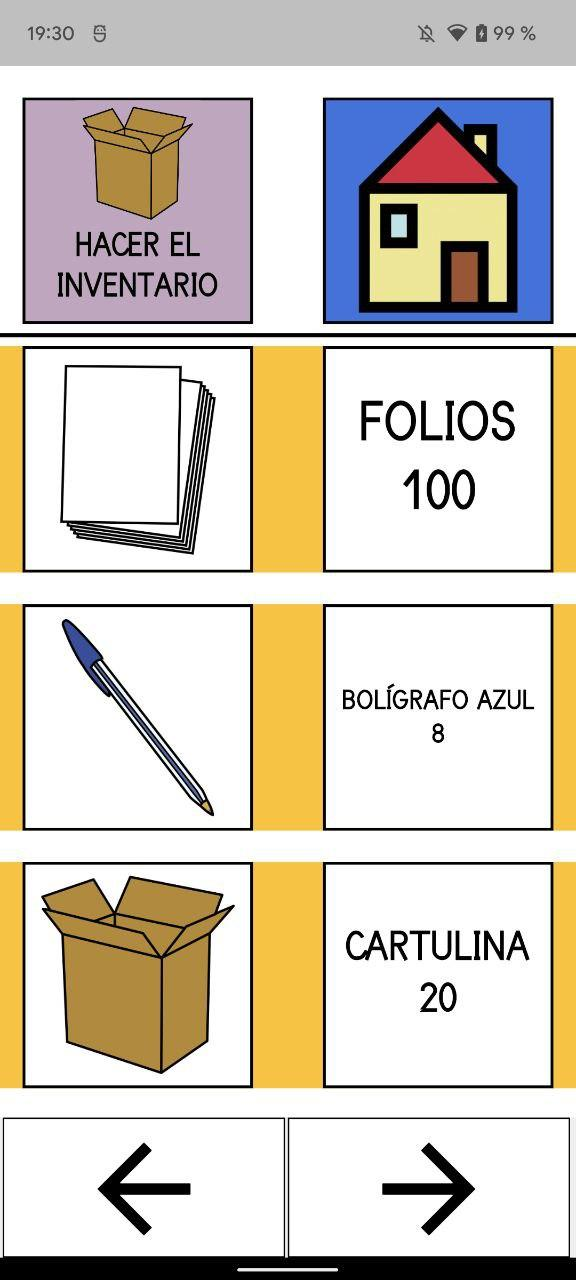 19:30
99 %
HACER EL
INVENTARIO
FOLIOS
100
BOLÍGRAFO AZUL
8
CARTULINA
20